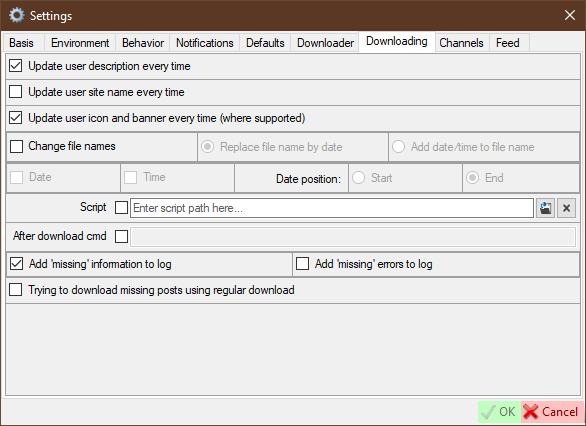 Settings
Basis Environment Behavior Notifications Defaults Downloader Downloading Channels Feed
Update user description every time
Update user site name every time
Update user icon and banner every time (where supported)
Change file names Replace file name by date Add date/time to file name
Date Time Date position: Start End
Script Enter script path here...
After download cmd
Add 'missing' information to log Add 'missing' errors to log
Trying to download missing posts using regular download
OK Cancel